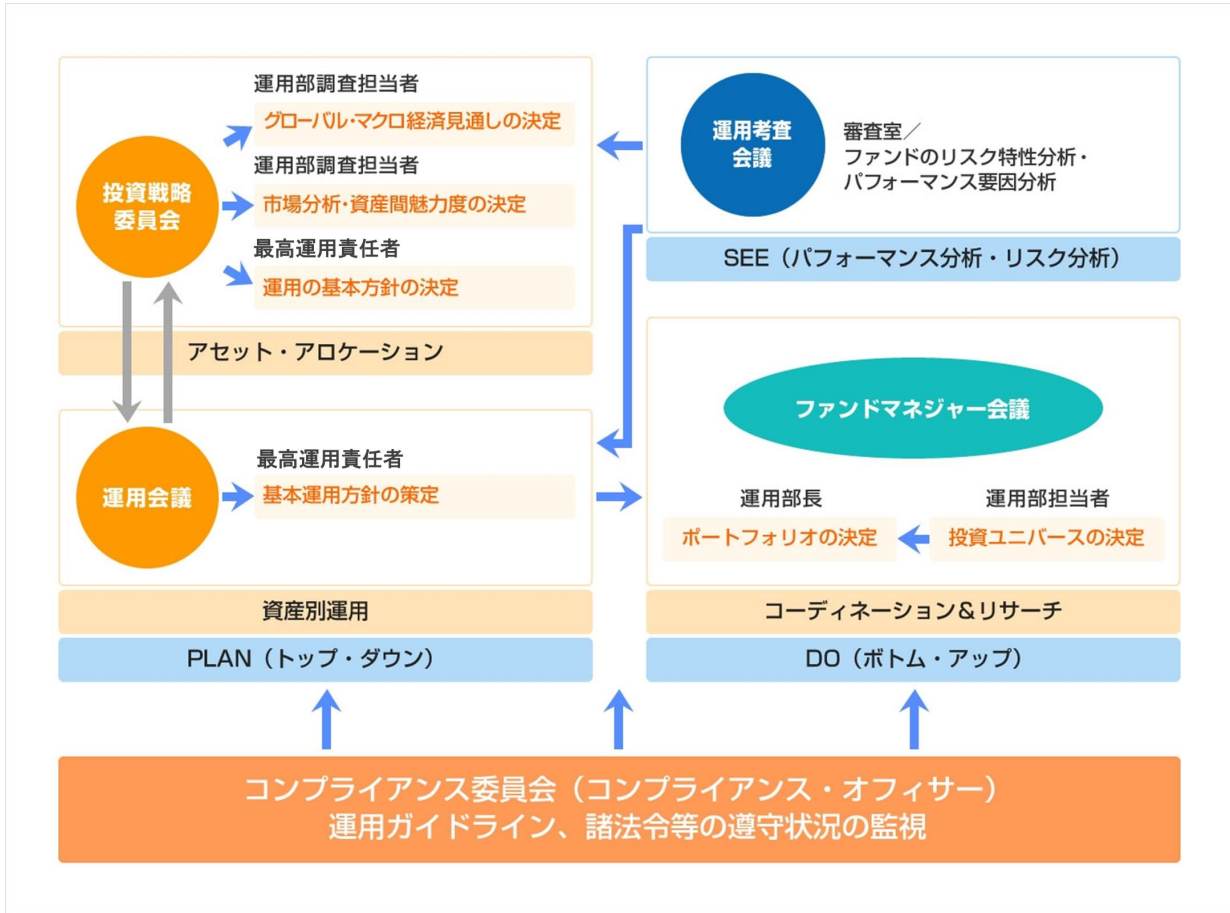 運用部調査担当者
グローバル・マクロ経済見通しの決定
投資戦略
委員会
運用部調査担当者
市場分析・資産間魅力度の決定
最高運用責任者
運用の基本方針の決定
アセット・アロケーション
運用会議
最高運用責任者
基本運用方針の策定
資産別運用
PLAN（トップ・ダウン）
運用考査
会議
審査室／
ファンドのリスク特性分析・
パフォーマンス要因分析
SEE（パフォーマンス分析・リスク分析）
ファンドマネジャー会議
運用部長
ポートフォリオの決定
運用部担当者
投資ユニバースの決定
コーディネーション＆リサーチ
DO（ボトム・アップ）
コンプライアンス委員会（コンプライアンス・オフィサー）
運用ガイドライン、諸法令等の遵守状況の監視